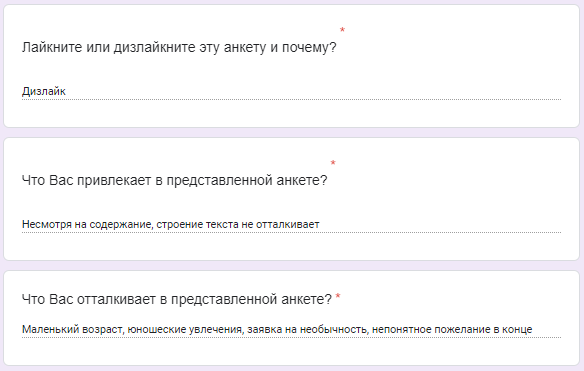 Лайкните или дизлайкните эту анкету и почему? *
Дизлайк
Что Вас привлекает в представленной анкете? *
Несмотря на содержание, строение текста не отталкивает
Что Вас отталкивает в представленной анкете? *
Маленький возраст, юношеские увлечения, заявка на необычность, непонятное пожелание в конце